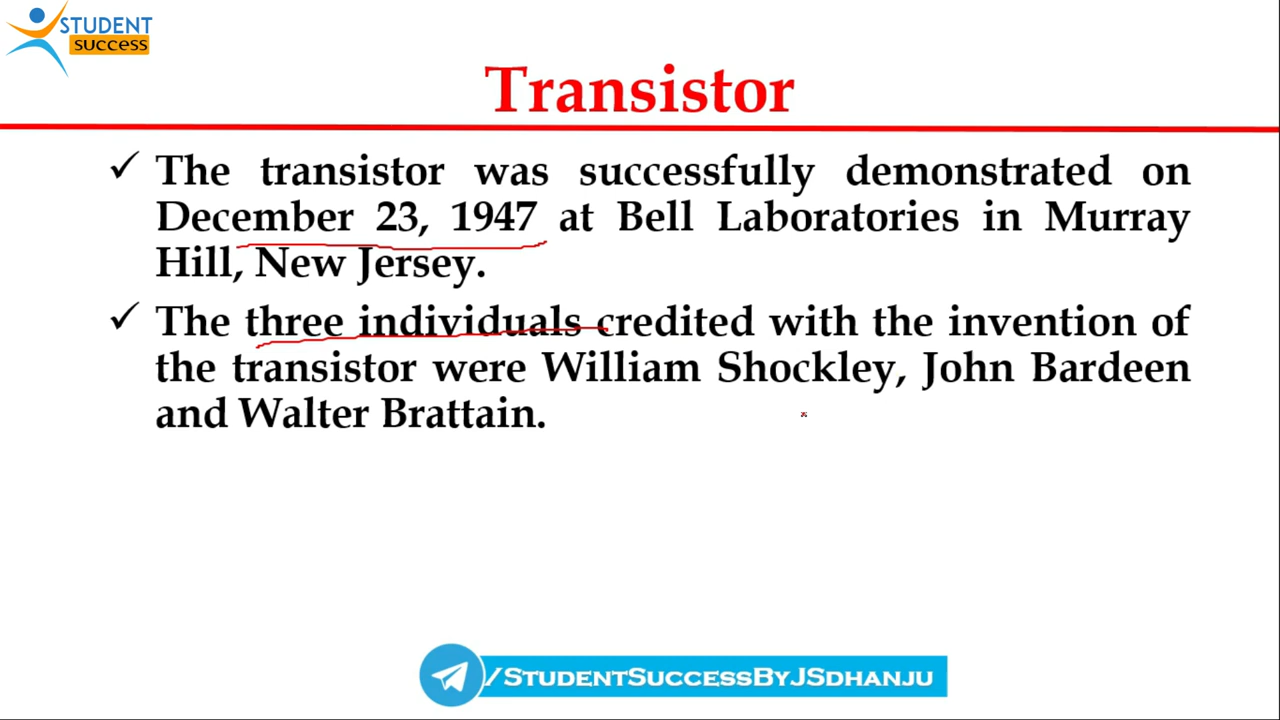 STUDENT
success
Transistor
✓ The transistor was successfully demonstrated on
December 23, 1947 at Bell Laboratories in Murray
Hill, New Jersey.
✓ The three individuals credited with the invention of
the transistor were William Shockley, John Bardeen
and Walter Brattain.
/StudentSuccessByJSdhanju